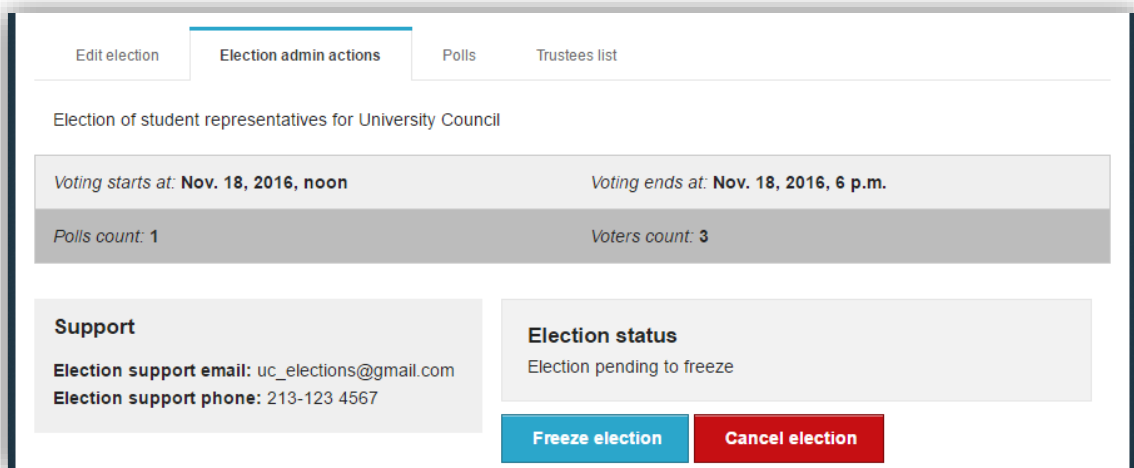 Edit election Election admin actions Polls Trustees list
Election of student representatives for University Council
Voting starts at: Nov. 18, 2016, noon Voting ends at: Nov. 18, 2016, 6 p.m.
Polls count: 1 Voters count: 3
Support
Election support email: uc_elections@gmail.com
Election support phone: 213-123 4567
Election status
Election pending to freeze
Freeze election Cancel election